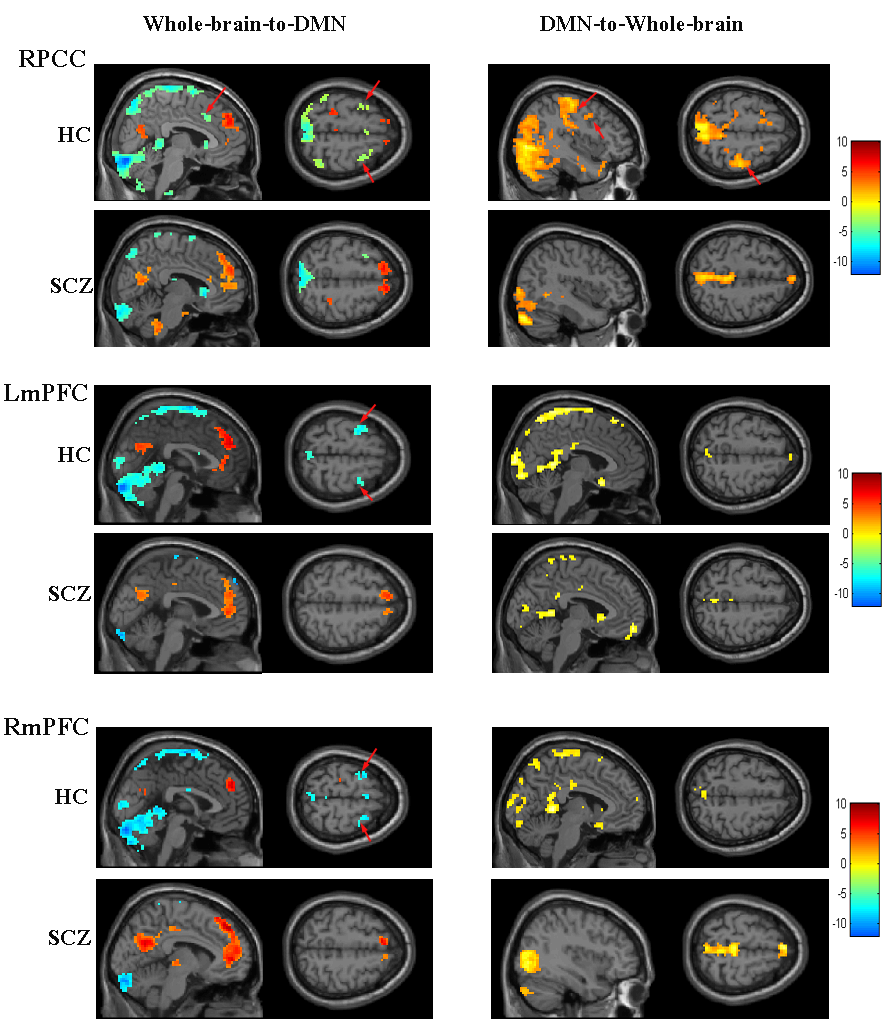 Whole-brain-to-DMN
DMN-to-Whole-brain
RPCC
HC
SCZ
10
5
0
-5
-10
LmPFC
HC
SCZ
10
5
0
-5
-10
RmPFC
HC
SCZ
10
5
0
-5
-10